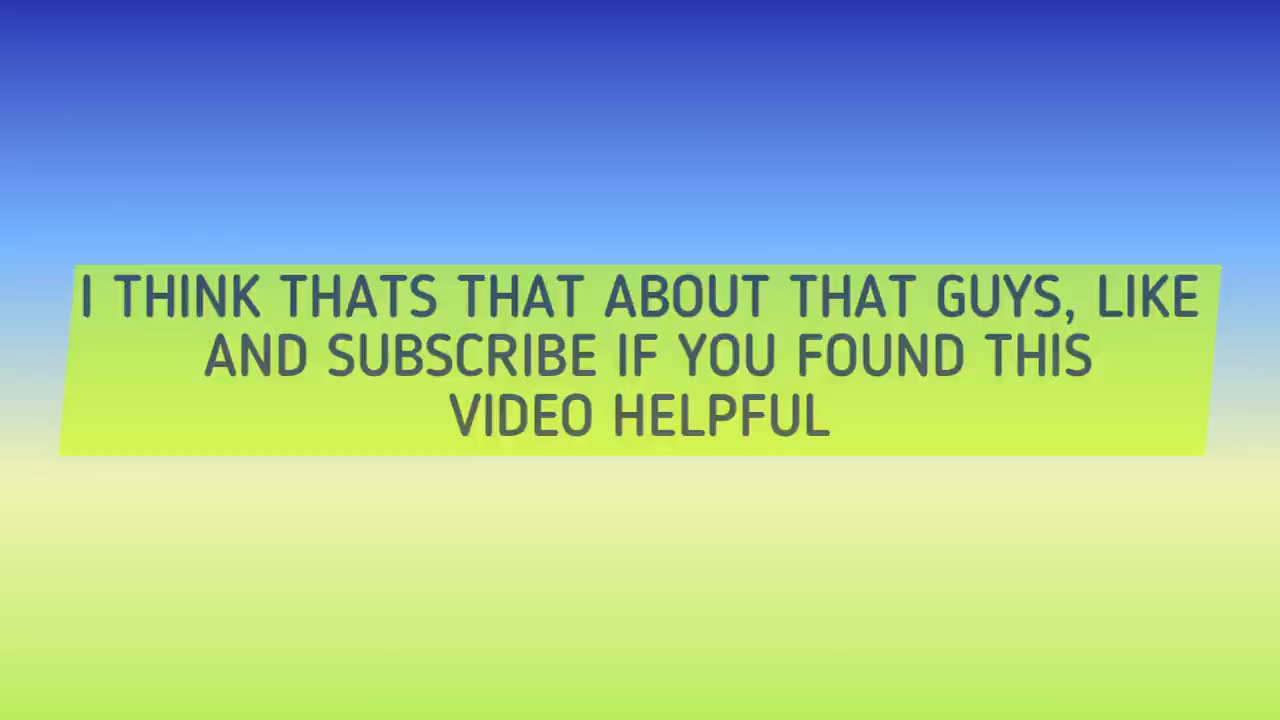 I THINK THATS THAT ABOUT THAT GUYS, LIKE
AND SUBSCRIBE IF YOU FOUND THIS
VIDEO HELPFUL